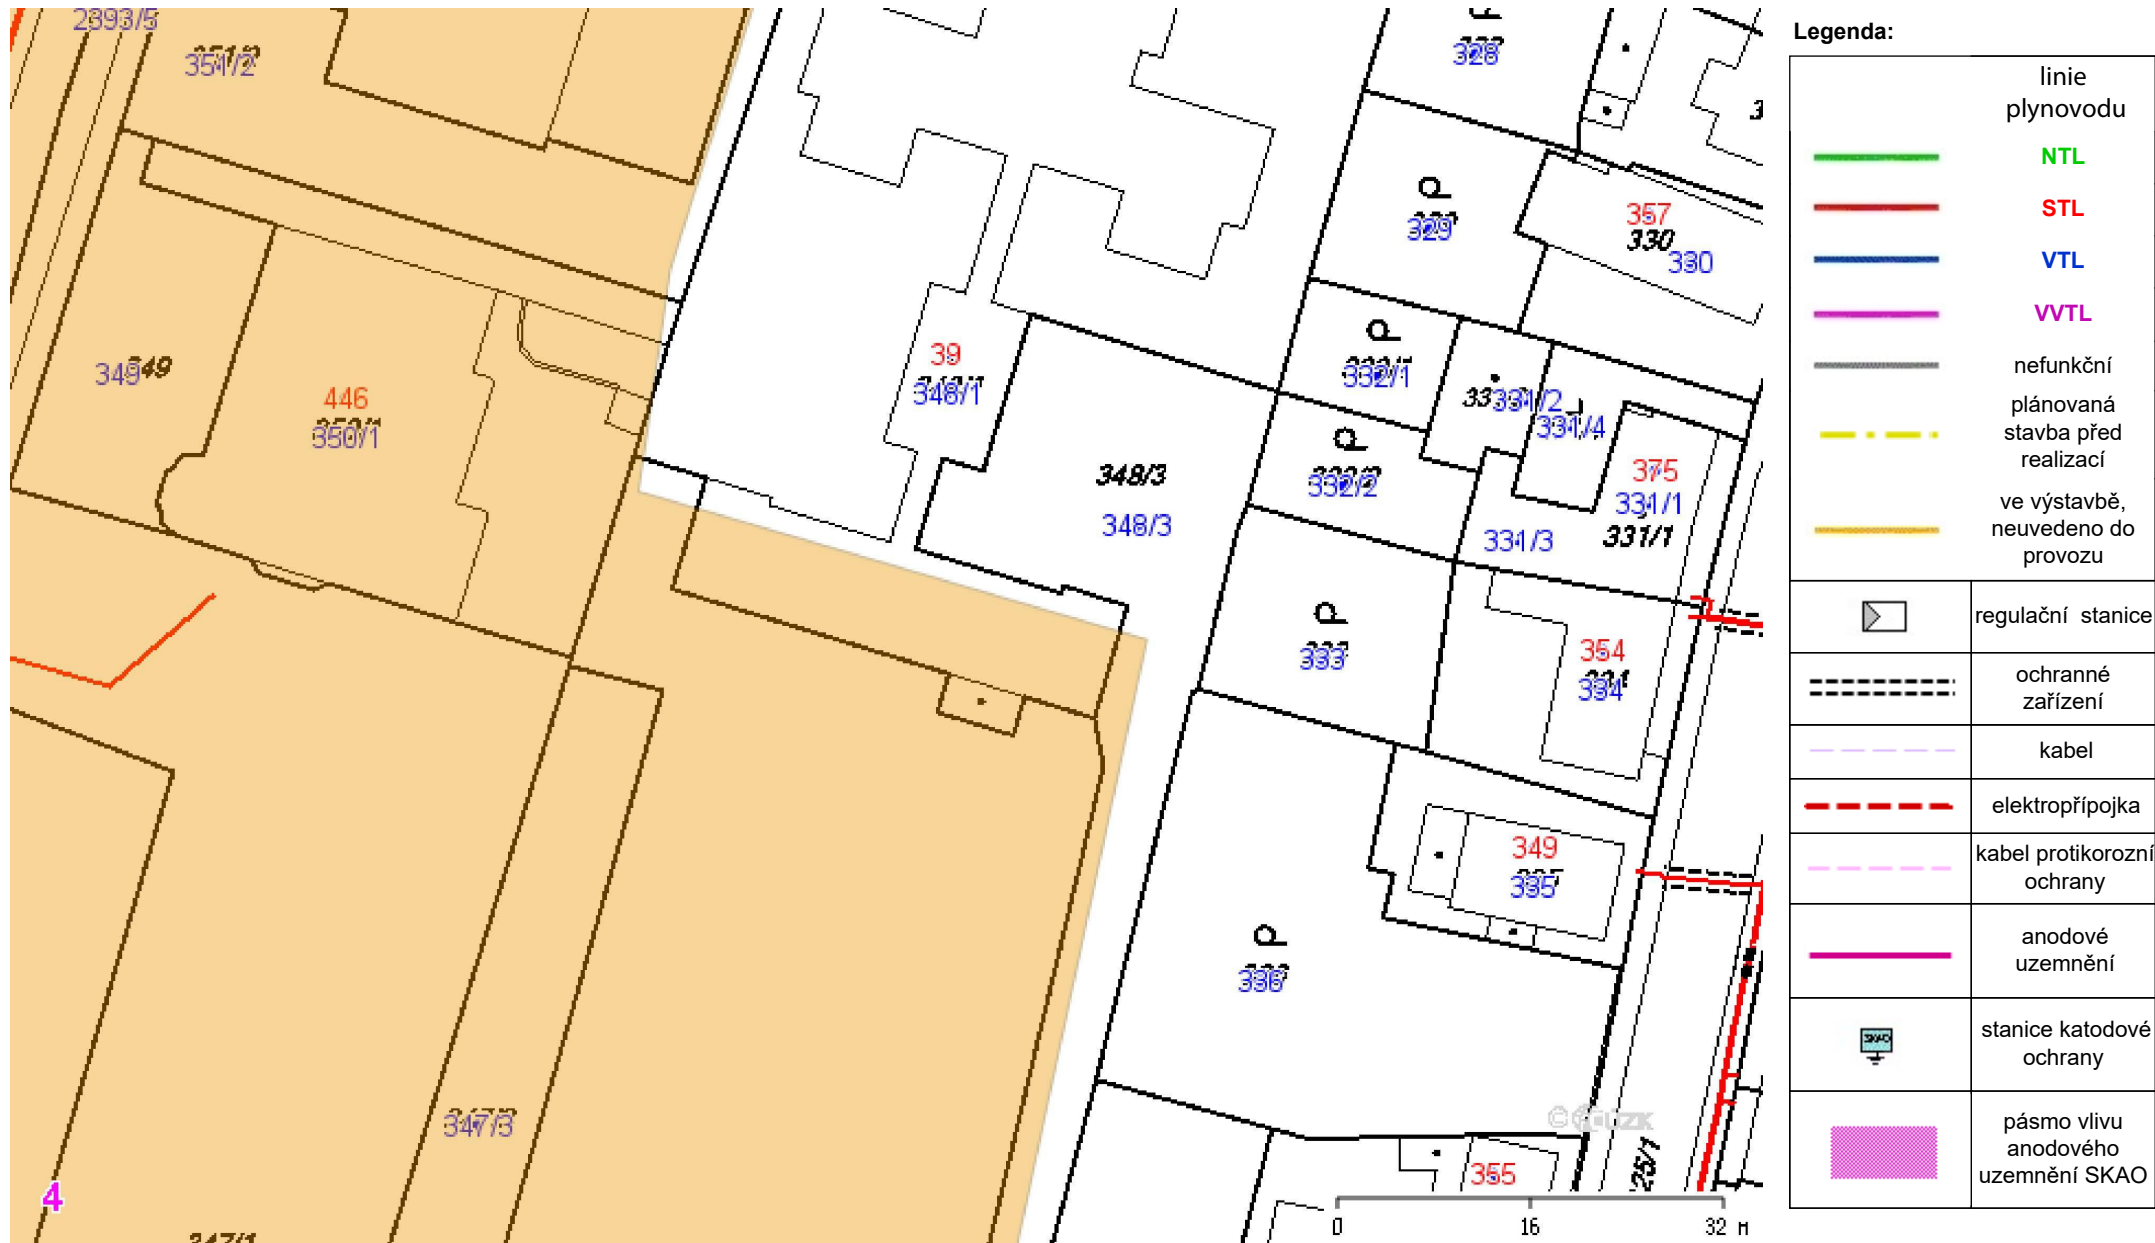 2393/5
351/2
328
329
357
330
330
39
348/1
332/1
331/2
331/4
349
446
350/1
348/3
348/3
332/2
375
331/1
331/1
331/3
333
354
334
349
335
336
347/3
4
355
25/1
0 16 32 м
Legenda:
linie
plynovodu
NTL
STL
VTL
VVTL
nefunkční
plánovaná
stavba před
realizací
ve výstavbě,
neuvedeno do
provozu
regulační stanice
ochranné
zařízení
kabel
elektropřípojka
kabel protikorozní
ochrany
anodové
uzemnění
SKAO
stanice katodové
ochrany
pásmo vlivu
anodového
uzemnění SKAO